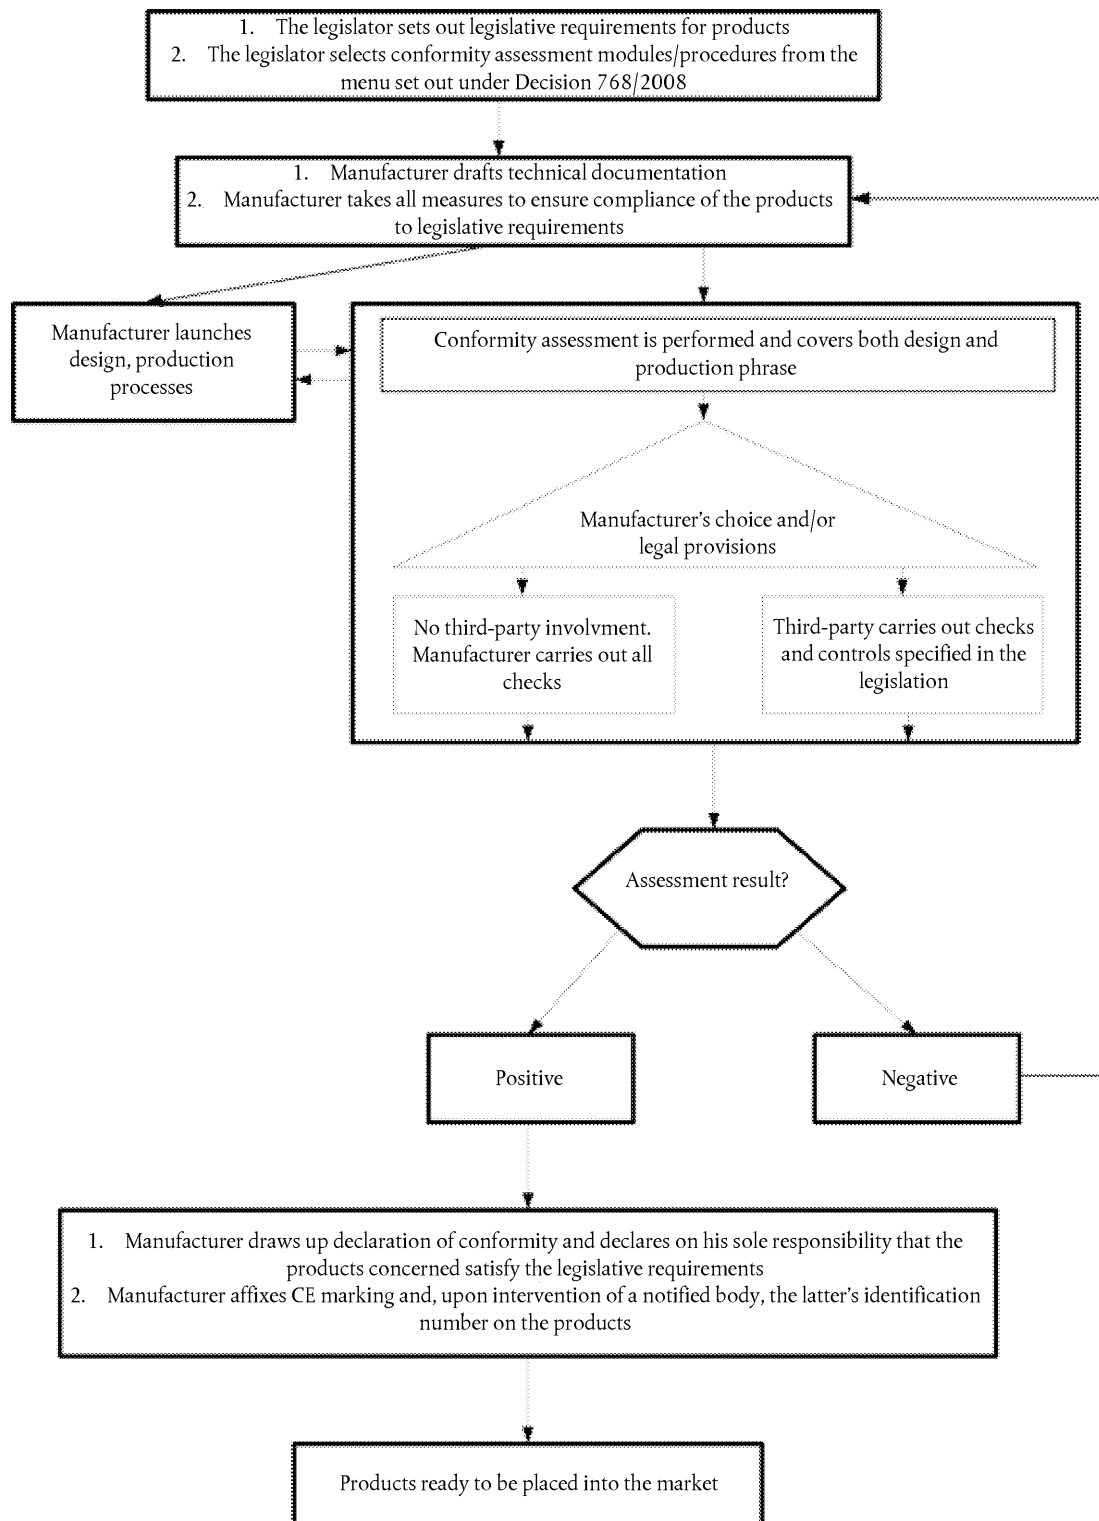 1. The legislator sets out legislative requirements for products
2. The legislator selects conformity assessment modules/procedures from the
menu set out under Decision 768/2008
1. Manufacturer drafts technical documentation
2. Manufacturer takes all measures to ensure compliance of the products
to legislative requirements
Manufacturer launches
design, production
processes
Conformity assessment is performed and covers both design and
production phrase
Manufacturer's choice and/or
legal provisions
No third-party involvment.
Manufacturer carries out all
checks
Third-party carries out checks
and controls specified in the
legislation
Assessment result?
Positive
Negative
1. Manufacturer draws up declaration of conformity and declares on his sole responsibility that the
products concerned satisfy the legislative requirements
2. Manufacturer affixes CE marking and, upon intervention of a notified body, the latter's identification
number on the products
Products ready to be placed into the market